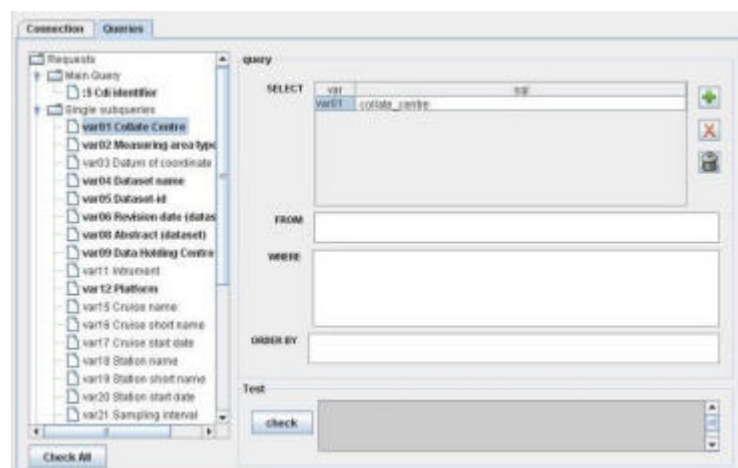 Connection Queries
Requests
Main Query
:$ Cdi identifier
Single subqueries
var01 Collate Centre
var02 Measuring area type
var03 Datum of coordinate
var04 Dataset name
var05 Dataset-id
var06 Revision date (datas
var08 Abstract (dataset)
var09 Data Holding Centre
var11 Intrument
var12 Platform
var15 Cruise name
var16 Cruise short name
var17 Cruise start date
var18 Station name
var19 Station short name
var20 Station start date
var21 Sampling interval
Check All
query
SELECT
var sql
var01 collate_centre
FROM
WHERE
ORDER BY
Test
check